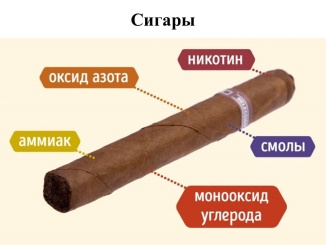 Сигары
никотин
оксид азота
аммиак
смолы
монооксид
углерода